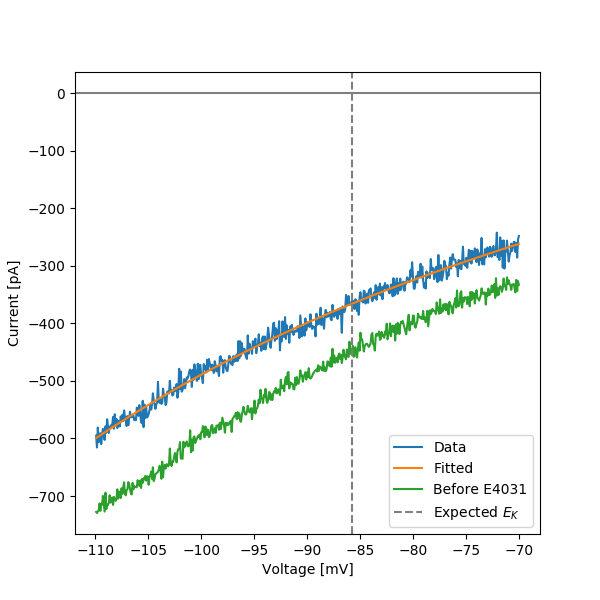 0
−100
−200
−300
−400
−500
−600
−700
Current [pA]
−110
−105
−100
−95
−90
−85
−80
−75
−70
Voltage [mV]
Data
Fitted
Before E4031
Expected E_K